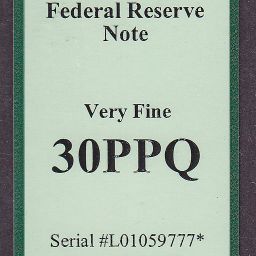 Federal Reserve
Note
Very Fine
30PPQ
Serial #L01059777*